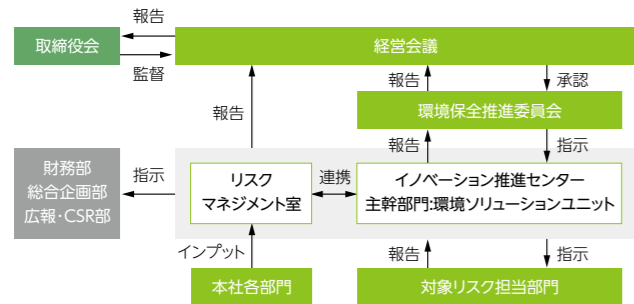 報告
取締役会
経営会議
監督
報告
報告
承認
環境保全推進委員会
報告
指示
財務部
総合企画部
広報・CSR部
指示
リスク
マネジメント室
連携
イノベーション推進センター
主幹部門:環境ソリューションユニット
インプット
報告
指示
本社各部門
対象リスク担当部門